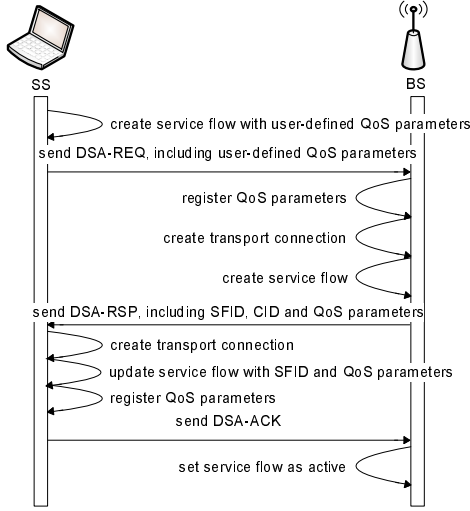 SS
BS
create service flow with user-defined QoS parameters
send DSA-REQ, including user-defined QoS parameters
register QoS parameters
create transport connection
create service flow
send DSA-RSP, including SFID, CID and QoS parameters
create transport connection
update service flow with SFID and QoS parameters
register QoS parameters
send DSA-ACK
set service flow as active